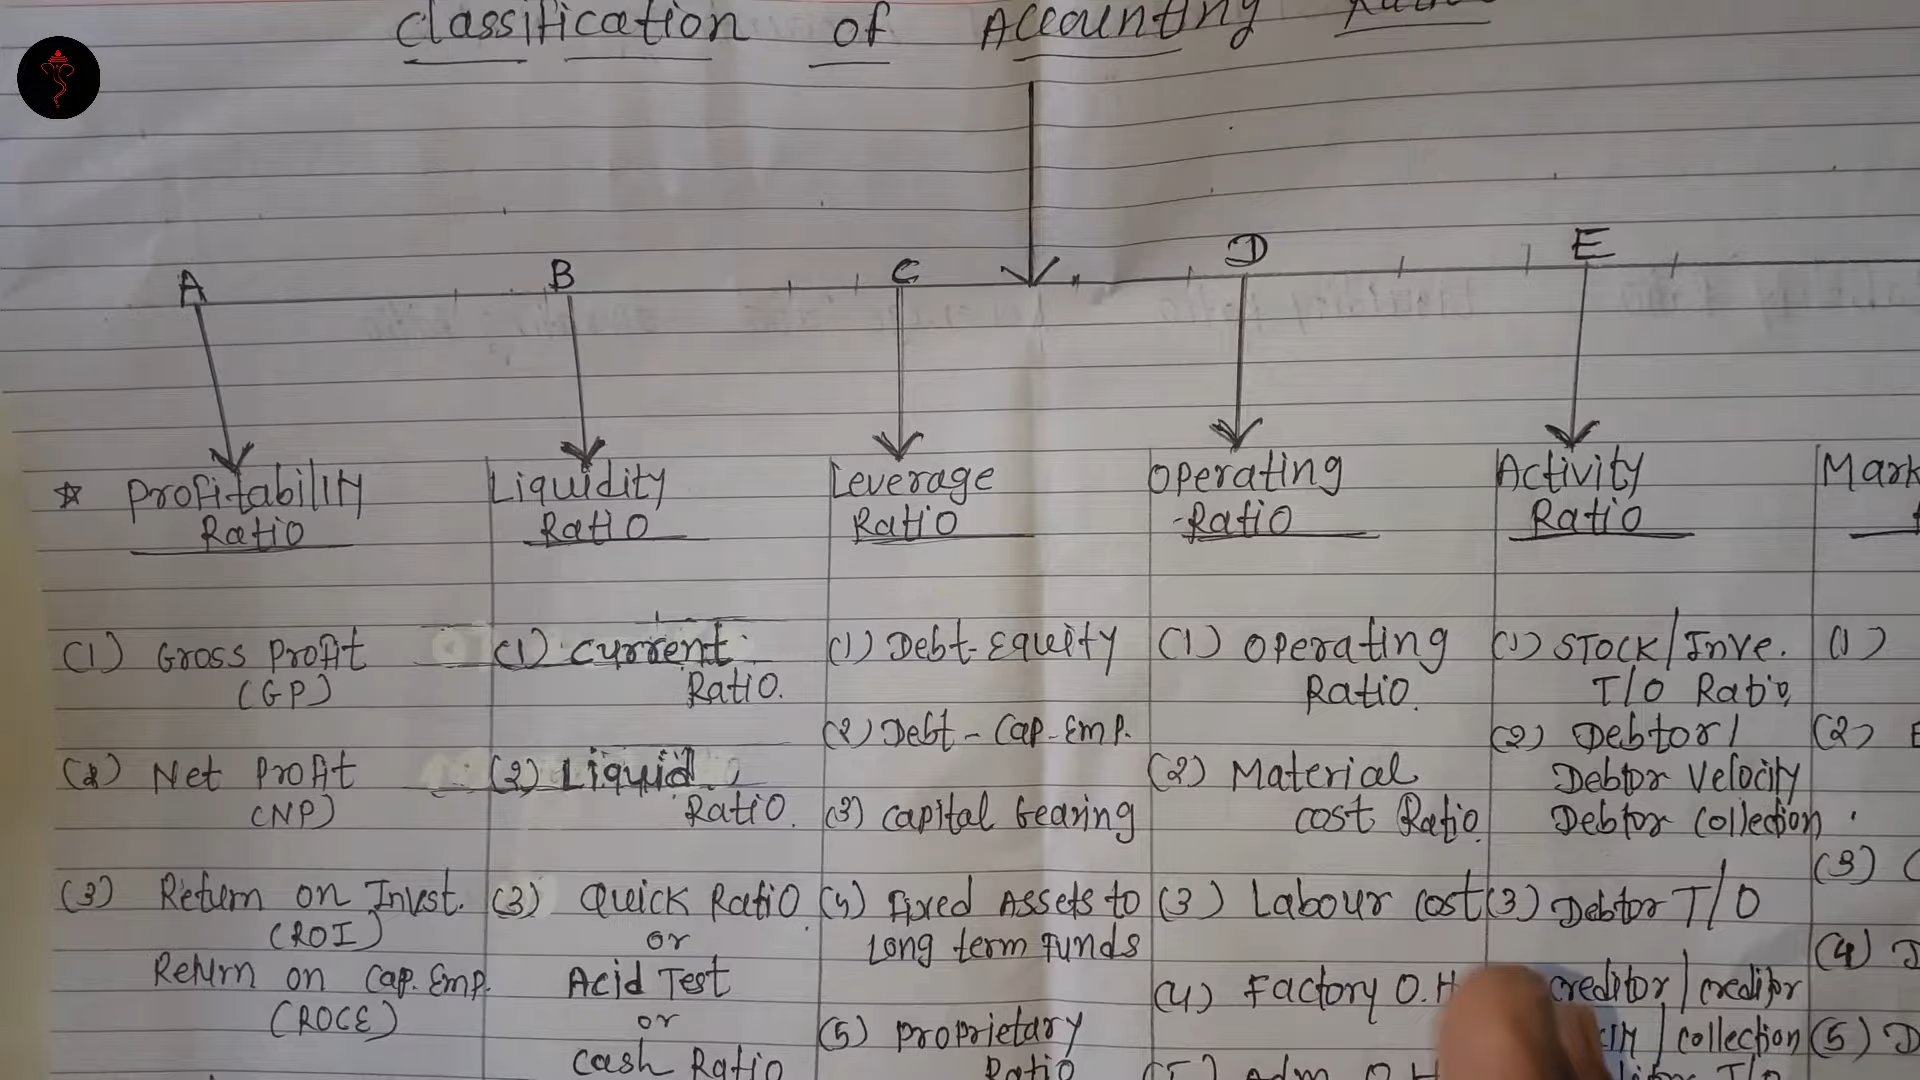 Classification of Accounting
A
B
C
D
E
☆ Profitability
Ratio
(1) Gross Profit
(GP)
(2) Net Profit
(NP)
(3) Return on Invst.
(ROI)
Return on Cap. Emp.
(ROCE)
Liquidity
Ratio
(1) Current
Ratio.
(2) Liquid
Ratio.
(3) Quick Ratio
or
Acid Test
or
Cash Ratio
Leverage
Ratio
(1) Debt-Equity
(2) Debt-Cap-Emp.
(3) Capital Gearing
(4) Fixed Assets to
Long term funds
(5) Proprietary
Ratio
Operating
-Ratio
(1) Operating
Ratio.
(2) Material
Cost Ratio
(3) Labour Cost
(4) Factory O.H
Adm. O.H
Activity
Ratio
(1) Stock/Inve.
T/O Ratio
(2) Debtor/
Debtor Velocity
Debtor Collection
(3) Debtor T/O
creditor/creditor
/collection
T/O
Mark
(1)
(2)
(3)
(4)
(5)